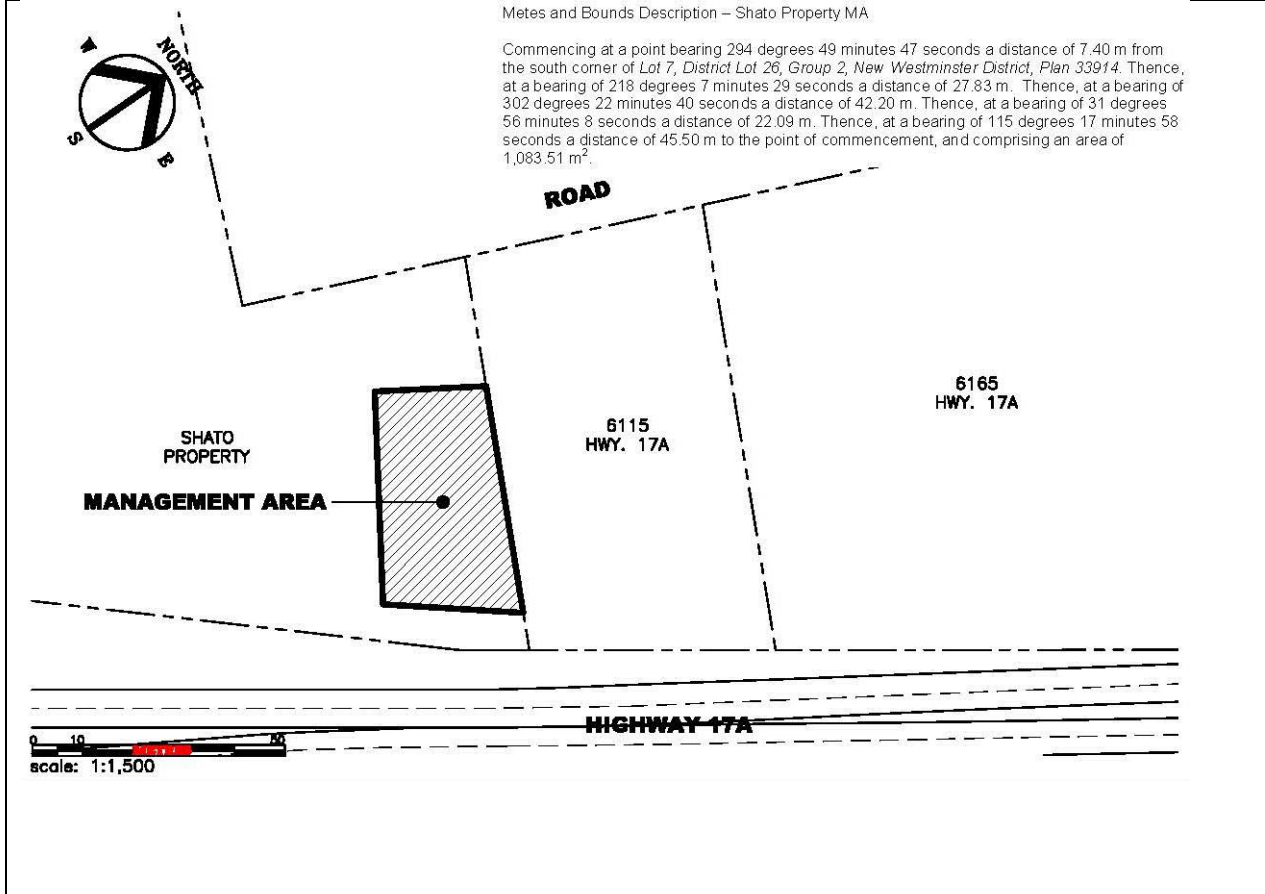 Metes and Bounds Description – Shato Property MA
Commencing at a point bearing 294 degrees 49 minutes 47 seconds a distance of 7.40 m from
the south corner of Lot 7, District Lot 26, Group 2, New Westminster District, Plan 33914. Thence,
at a bearing of 218 degrees 7 minutes 29 seconds a distance of 27.83 m. Thence, at a bearing of
302 degrees 22 minutes 40 seconds a distance of 42.20 m. Thence, at a bearing of 31 degrees
56 minutes 8 seconds a distance of 22.09 m. Thence, at a bearing of 115 degrees 17 minutes 58
seconds a distance of 45.50 m to the point of commencement, and comprising an area of
1,083.51 m².
W
NORTH
S
E
ROAD
6165
HWY. 17A
6115
HWY. 17A
SHATO
PROPERTY
MANAGEMENT AREA
HIGHWAY 17A
0 10 50
scale: 1:1,500